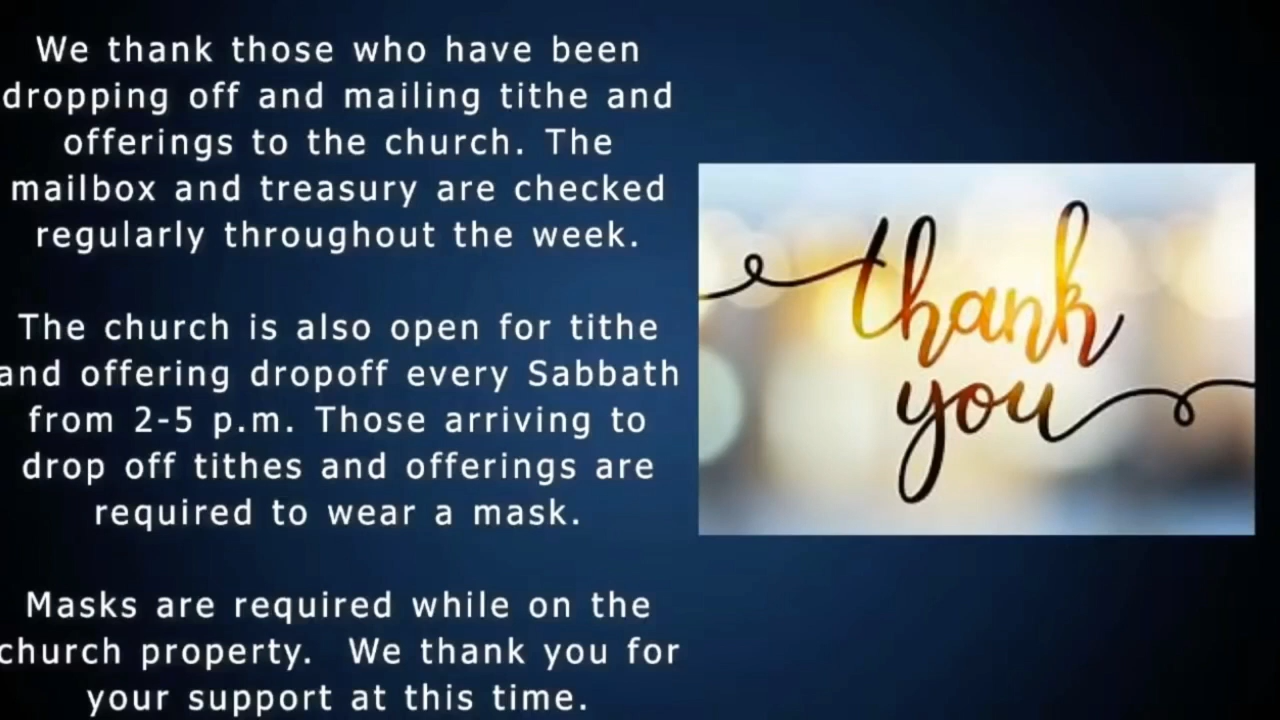 We thank those who have been
dropping off and mailing tithe and
offerings to the church. The
mailbox and treasury are checked
regularly throughout the week.
The church is also open for tithe
and offering dropoff every Sabbath
from 2-5 p.m. Those arriving to
drop off tithes and offerings are
required to wear a mask.
Masks are required while on the
church property. We thank you for
your support at this time.
thank
you